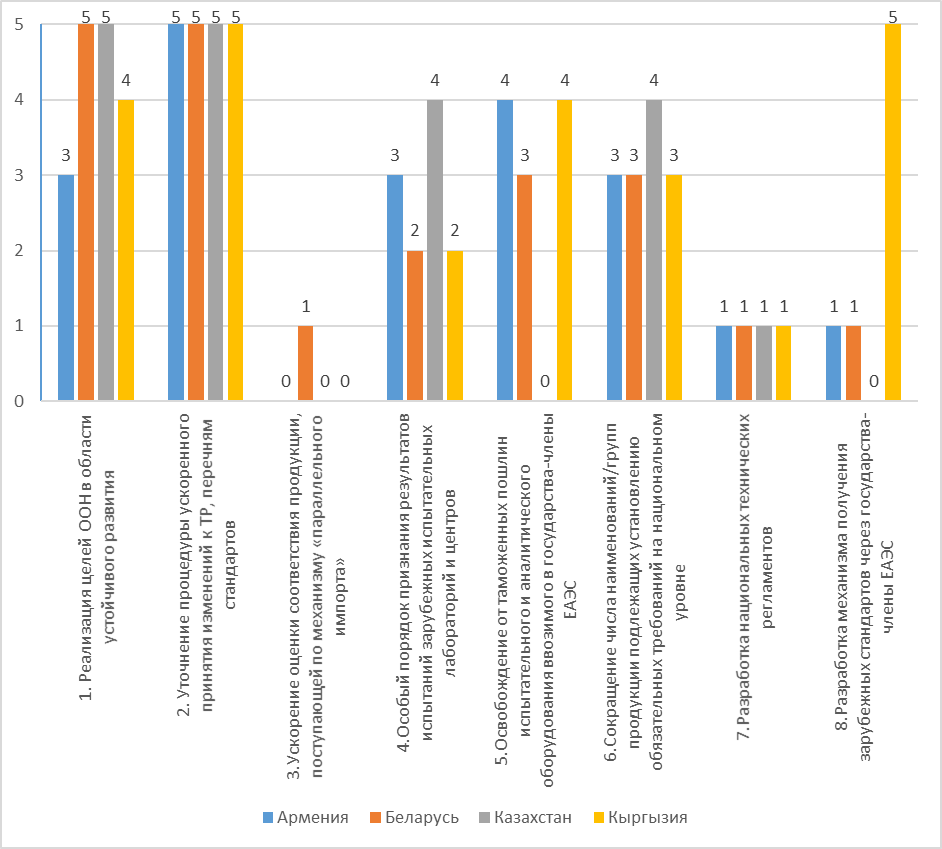 5
4
3
2
1
0
3
5
5
4
5
5
5
5
0
1
0
0
3
2
4
2
4
3
0
4
3
3
4
3
1
1
1
1
1
1
0
5
1. Реализация целей ООН в области
устойчивого развития
2. Уточнение процедуры ускоренного
принятия изменений к ТР, перечням
стандартов
3.Ускорение оценки соответствия продукции,
поступающей по механизму «параллельного
импорта»
4.Особый порядок признания результатов
испытаний зарубежных испытательных
лабораторий и центров
5.Освобождение от таможенных пошлин
испытательного и аналитического
оборудования ввозимого в государства-члены
ЕАЭС
6.Сокращение числа наименований/групп
продукции подлежащих установлению
обязательных требований на национальном
уровне
7.Разработка национальных технических
регламентов
8.Разработка механизма получения
зарубежных стандартов через государства-
члены ЕАЭС
Армения
Беларусь
Казахстан
Кыргызия